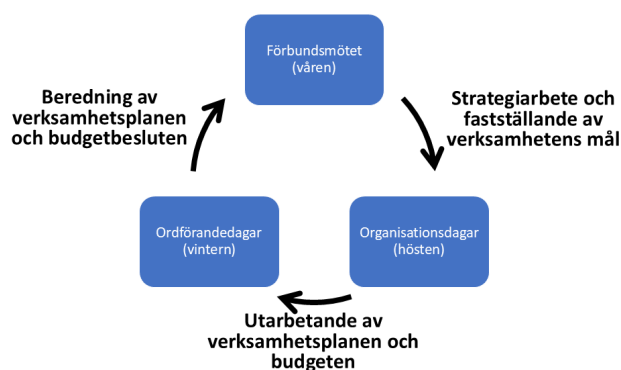 Förbundsmötet
(våren)
Beredning av
verksamhetsplanen
och budgetbesluten
Strategiarbete och
fastställande av
verksamhetens mål
Ordförandedagar
(vintern)
Organisationsdagar
(hösten)
Utarbetande av
verksamhetsplanen och
budgeten